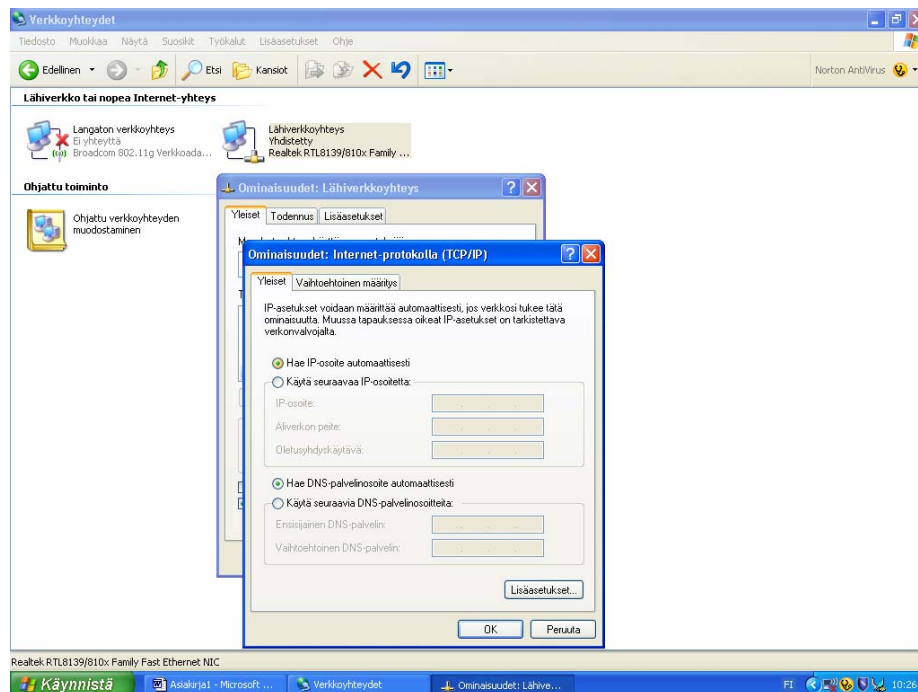 Verkkoyhteydet
Tiedosto Muokkaa Näytä Suosikit Työkalut Lisäasetukset Ohje
Edellinen Etsi Kansiot Norton AntiVirus
Lähiverkko tai nopea Internet-yhteys
Langaton verkkoyhteys
Ei yhteyttä
Broadcom 802.11g Verkkoada...
Lähiverkkoyhteys
Yhdistetty
Realtek RTL8139/810x Family ...
Ohjattu toiminto
Ohjattu verkkoyhteyden
muodostaminen
Ominaisuudet: Lähiverkkoyhteys
Yleiset Todennus Lisäasetukset
Ominaisuudet: Internet-protokolla (TCP/IP)
Yleiset Vaihtoehtoinen määritys
IP-asetukset voidaan määrittää automaattisesti, jos verkkosi tukee tätä
ominaisuutta. Muussa tapauksessa oikeat IP-asetukset on tarkistettava
verkonvalvojalta.
Hae IP-osoite automaattisesti
Käytä seuraavaa IP-osoitetta:
IP-osoite:
Aliverkon peite:
Oletusyhdyskäytävä:
Hae DNS-palvelinosoite automaattisesti
Käytä seuraavia DNS-palvelinosoitteita:
Ensisijainen DNS-palvelin:
Vaihtoehtoinen DNS-palvelin:
Lisäasetukset...
OK Peruuta
Realtek RTL8139/810x Family Fast Ethernet NIC
Käynnistä Asiakirja1 - Microsoft ... Verkkoyhteydet Ominaisuudet: Lähive... FI 10:26